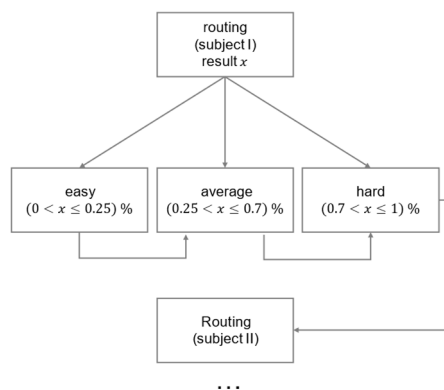 routing
(subject I)
result x
easy
(0 < x ≤ 0.25) %
average
(0.25 < x ≤ 0.7) %
hard
(0.7 < x ≤ 1) %
Routing
(subject II)
...